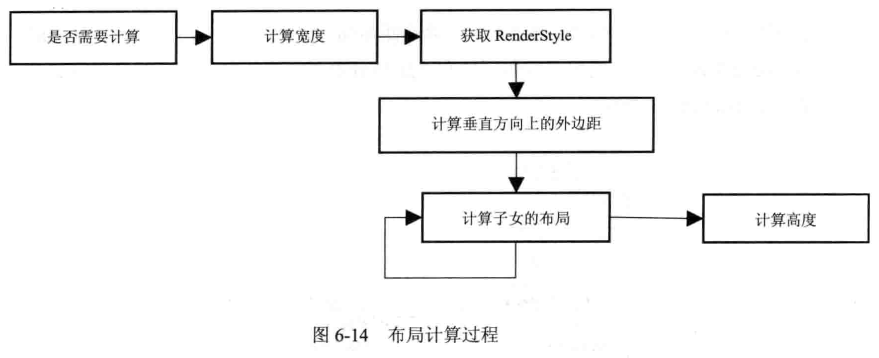 是否需要计算
计算宽度
获取 RenderStyle
计算垂直方向上的外边距
计算子女的布局
计算高度
图 6-14 布局计算过程